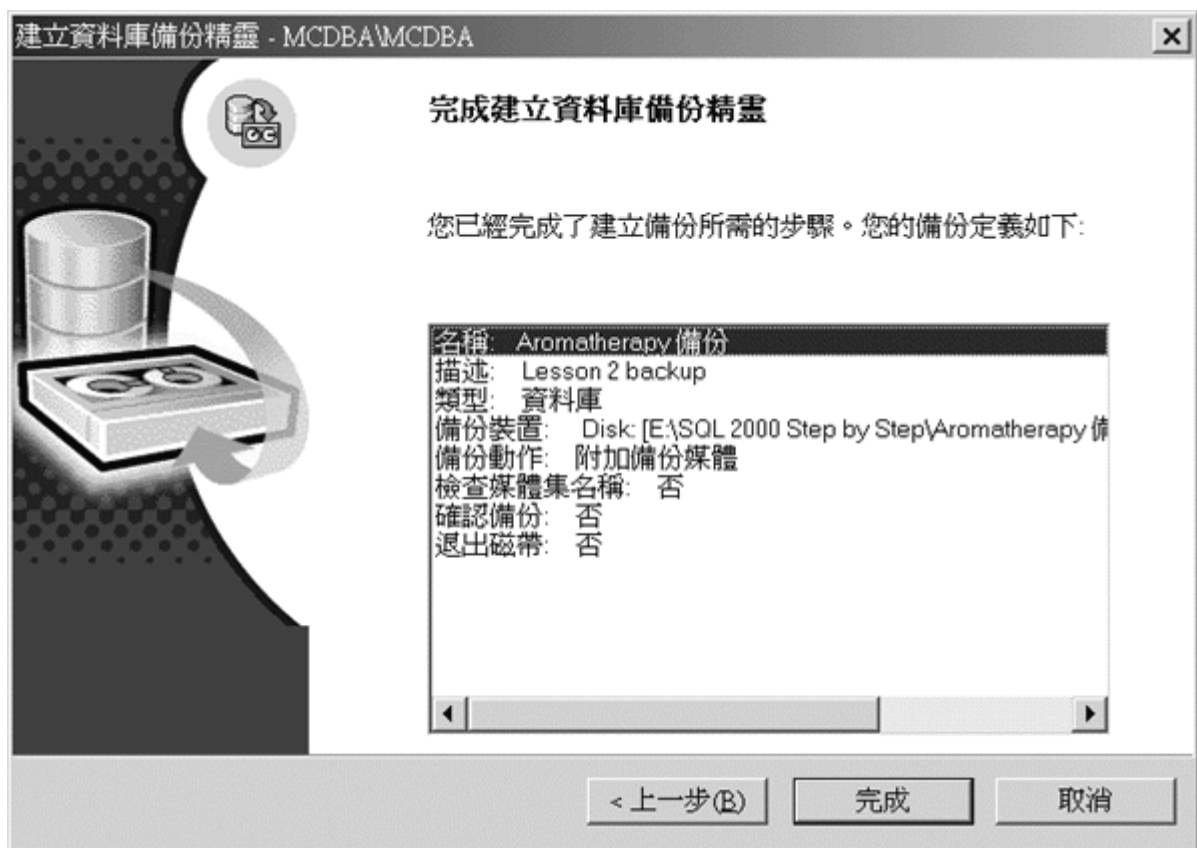 建立資料庫備份精靈 - MCDBA\MCDBA
完成建立資料庫備份精靈
您已經完成了建立備份所需的步驟。您的備份定義如下:
名稱: Aromatherapy 備份
描述: Lesson 2 backup
類型: 資料庫
備份裝置: Disk: [E:\SQL 2000 Step by Step\Aromatherapy 備
備份動作: 附加備份媒體
檢查媒體集名稱: 否
確認備份: 否
退出磁帶: 否
< 上一步(B)
完成
取消